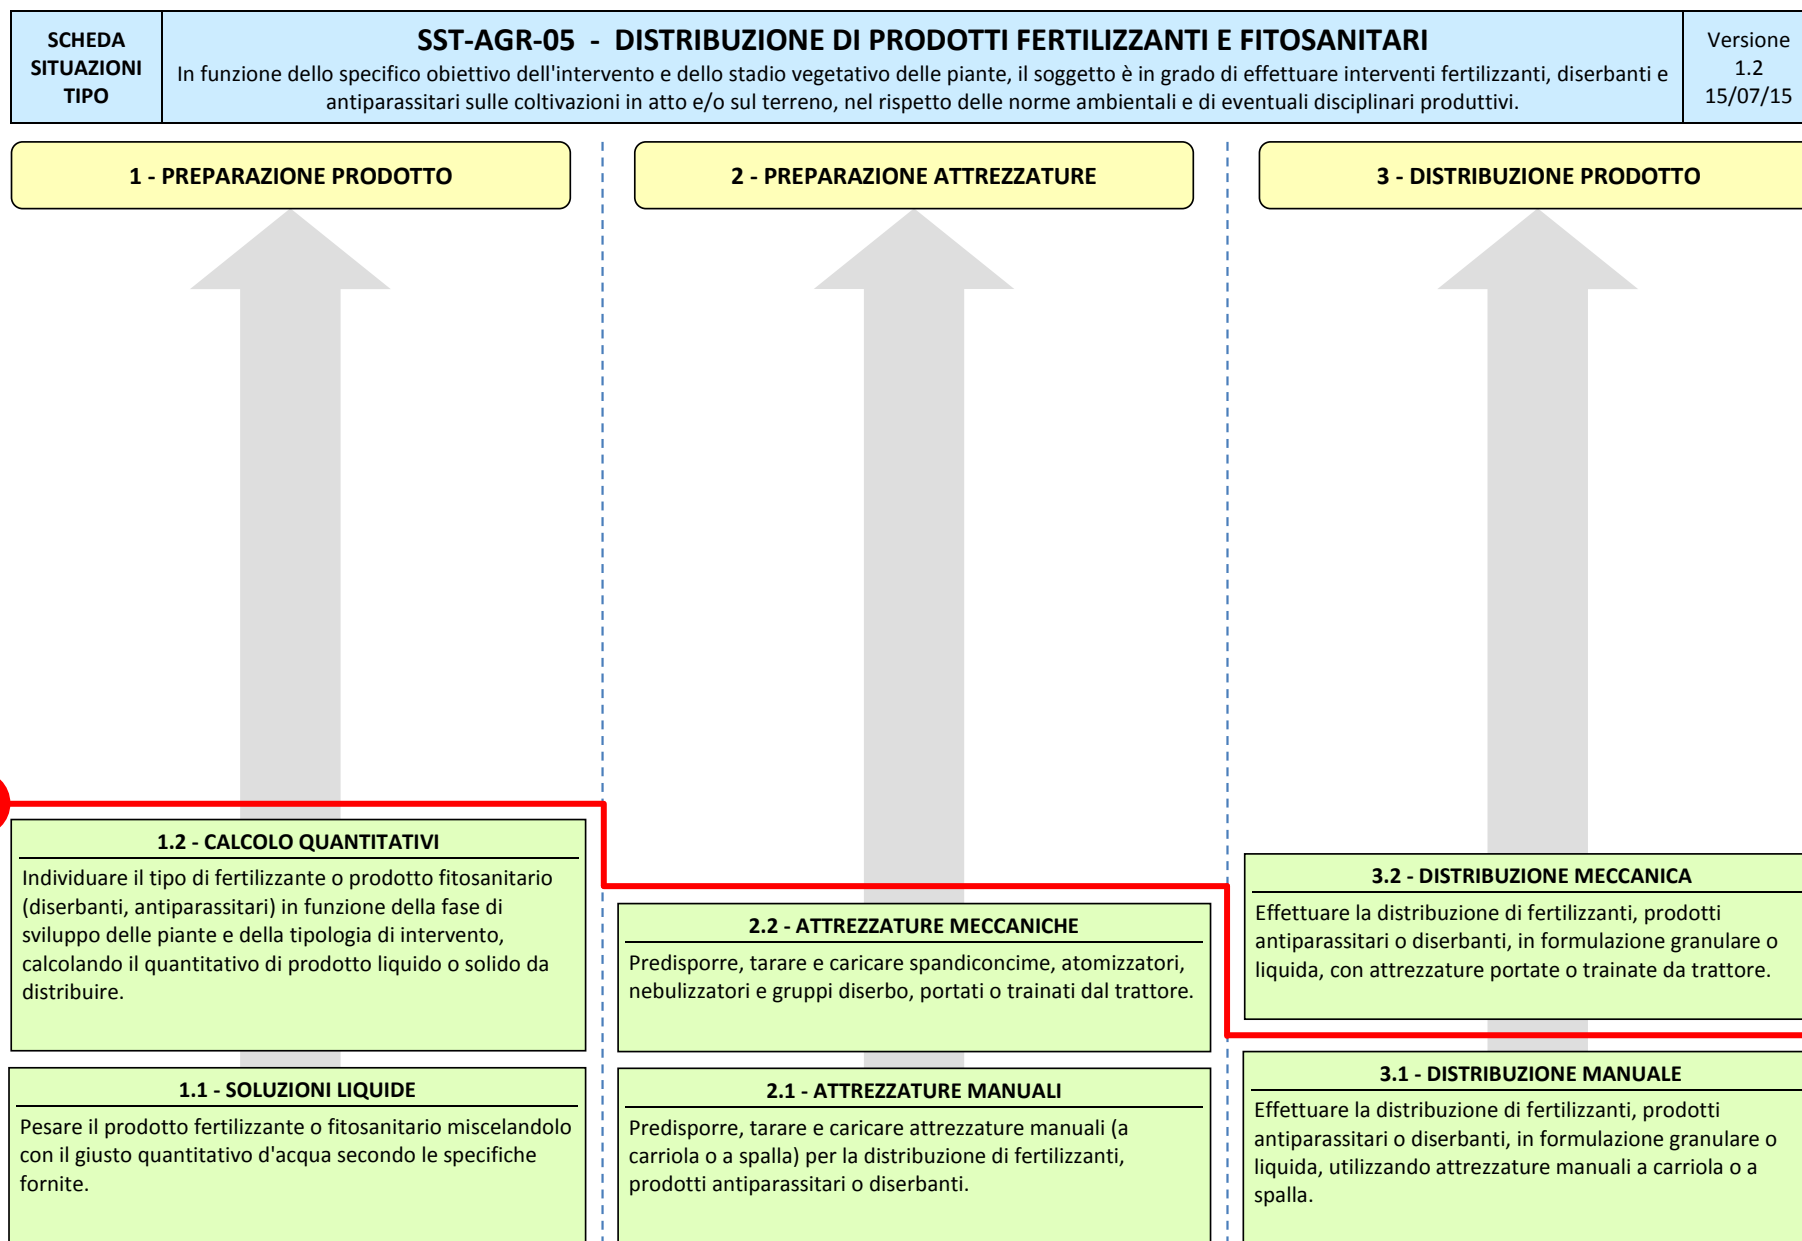 SCHEDA
SITUAZIONI
TIPO
SST-AGR-05 - DISTRIBUZIONE DI PRODOTTI FERTILIZZANTI E FITOSANITARI
In funzione dello specifico obiettivo dell'intervento e dello stadio vegetativo delle piante, il soggetto è in grado di effettuare interventi fertilizzanti, diserbanti e
antiparassitari sulle coltivazioni in atto e/o sul terreno, nel rispetto delle norme ambientali e di eventuali disciplinari produttivi.
Versione
1.2
15/07/15
1 - PREPARAZIONE PRODOTTO
2 - PREPARAZIONE ATTREZZATURE
3 - DISTRIBUZIONE PRODOTTO
1.2 - CALCOLO QUANTITATIVI
Individuare il tipo di fertilizzante o prodotto fitosanitario
(diserbanti, antiparassitari) in funzione della fase di
sviluppo delle piante e della tipologia di intervento,
calcolando il quantitativo di prodotto liquido o solido da
distribuire.
1.1 - SOLUZIONI LIQUIDE
Pesare il prodotto fertilizzante o fitosanitario miscelandolo
con il giusto quantitativo d'acqua secondo le specifiche
fornite.
2.2 - ATTREZZATURE MECCANICHE
Predisporre, tarare e caricare spandiconcime, atomizzatori,
nebulizzatori e gruppi diserbo, portati o trainati dal trattore.
2.1 - ATTREZZATURE MANUALI
Predisporre, tarare e caricare attrezzature manuali (a
carriola o a spalla) per la distribuzione di fertilizzanti,
prodotti antiparassitari o diserbanti.
3.2 - DISTRIBUZIONE MECCANICA
Effettuare la distribuzione di fertilizzanti, prodotti
antiparassitari o diserbanti, in formulazione granulare o
liquida, con attrezzature portate o trainate da trattore.
3.1 - DISTRIBUZIONE MANUALE
Effettuare la distribuzione di fertilizzanti, prodotti
antiparassitari o diserbanti, in formulazione granulare o
liquida, utilizzando attrezzature manuali a carriola o a
spalla.